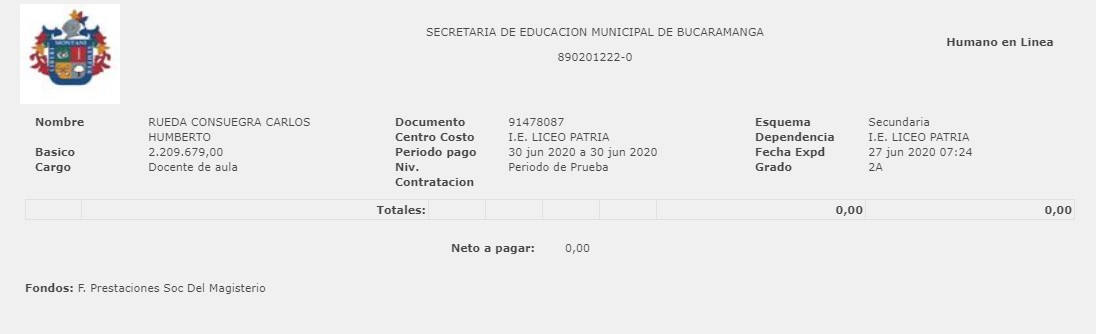 SECRETARIA DE EDUCACION MUNICIPAL DE BUCARAMANGA
890201222-0
Humano en Linea
Nombre RUEDA CONSUEGRA CARLOS HUMBERTO Documento 91478087 Esquema Secundaria
Centro Costo I.E. LICEO PATRIA Dependencia I.E. LICEO PATRIA
Basico 2.209.679,00 Periodo pago 30 jun 2020 a 30 jun 2020 Fecha Expd 27 jun 2020 07:24
Cargo Docente de aula Niv. Contratacion Periodo de Prueba Grado 2A
Totales: 0,00 0,00
Neto a pagar: 0,00
Fondos: F. Prestaciones Soc Del Magisterio